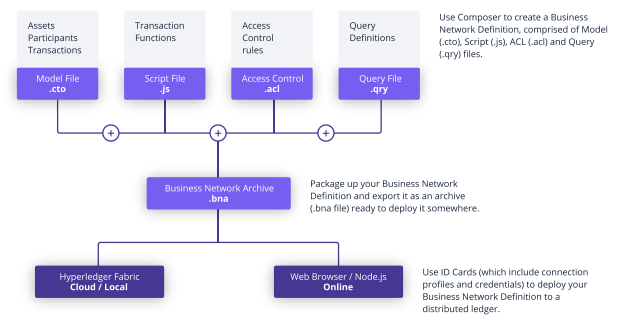 Assets
Participants
Transactions
Transaction
Functions
Access
Control
rules
Query
Definitions
Use Composer to create a Business
Network Definition, comprised of Model
(.cto), Script (.js), ACL (.acl) and Query
(.qry) files.
Model File
.cto
Script File
.js
Access Control
.acl
Query File
.qry
+
+
+
Business Network Archive
.bna
Package up your Business Network
Definition and export it as an archive
(.bna file) ready to deploy it somewhere.
Hyperledger Fabric
Cloud / Local
Web Browser / Node.js
Online
Use ID Cards (which include connection
profiles and credentials) to deploy your
Business Network Definition to a
distributed ledger.